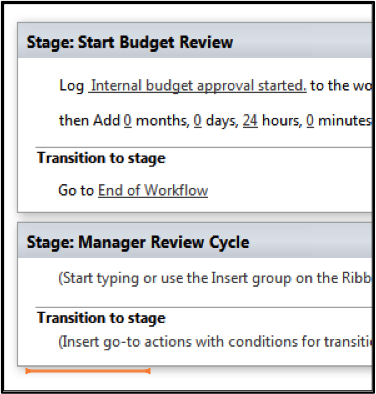 Stage: Start Budget Review
Log Internal budget approval started. to the wo
then Add 0 months, 0 days, 24 hours, 0 minutes
Transition to stage
Go to End of Workflow
Stage: Manager Review Cycle
(Start typing or use the Insert group on the Ribb
Transition to stage
(Insert go-to actions with conditions for transiti